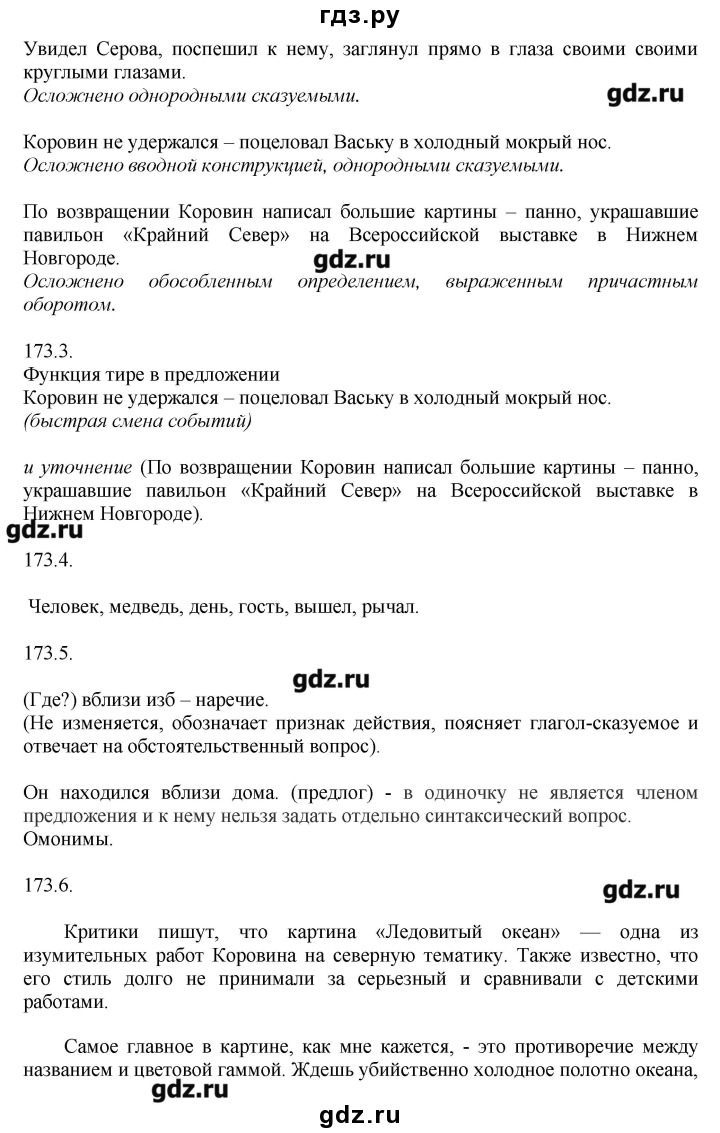 гдз.ру
Увидел Серова, поспешил к нему, заглянул прямо в глаза своими своими
круглыми глазами.
Осложнено однородными сказуемыми.
gdz.ru
Коровин не удержался – поцеловал Ваську в холодный мокрый нос.
Осложнено вводной конструкцией, однородными сказуемыми.
По возвращении Коровин написал большие картины – панно, украшавшие
павильон «Крайний Север» на Всероссийской выставке в Нижнем
Новгороде.
gdz.ru
Осложнено обособленным определением, выраженным причастным
оборотом.
173.3.
Функция тире в предложении
Коровин не удержался – поцеловал Ваську в холодный мокрый нос.
(быстрая смена событий)
и уточнение (По возвращении Коровин написал большие картины – панно,
украшавшие павильон «Крайний Север» на Всероссийской выставке в
Нижнем Новгороде).
gdz.ru
173.4.
Человек, медведь, день, гость, вышел, рычал.
173.5.
gdz.ru
(Где?) вблизи изб – наречие.
(Не изменяется, обозначает признак действия, поясняет глагол-сказуемое и
отвечает на обстоятельственный вопрос).
Он находился вблизи дома. (предлог) - в одиночку не является членом
предложения и к нему нельзя задать отдельно синтаксический вопрос.
Омонимы.
173.6.
gdz.ru
Критики пишут, что картина «Ледовитый океан» — одна из
изумительных работ Коровина на северную тематику. Также известно, что
его стиль долго не принимали за серьезный и сравнивали с детскими
работами.
Самое главное в картине, как мне кажется, - это противоречие между
названием и цветовой гаммой. Ждешь убийственно холодное полотно океана,
gdz.ru
gdz.ru